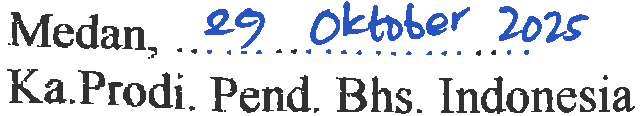 Medan, 29 Oktober 2025
Ka.Prodi. Pend. Bhs. Indonesia